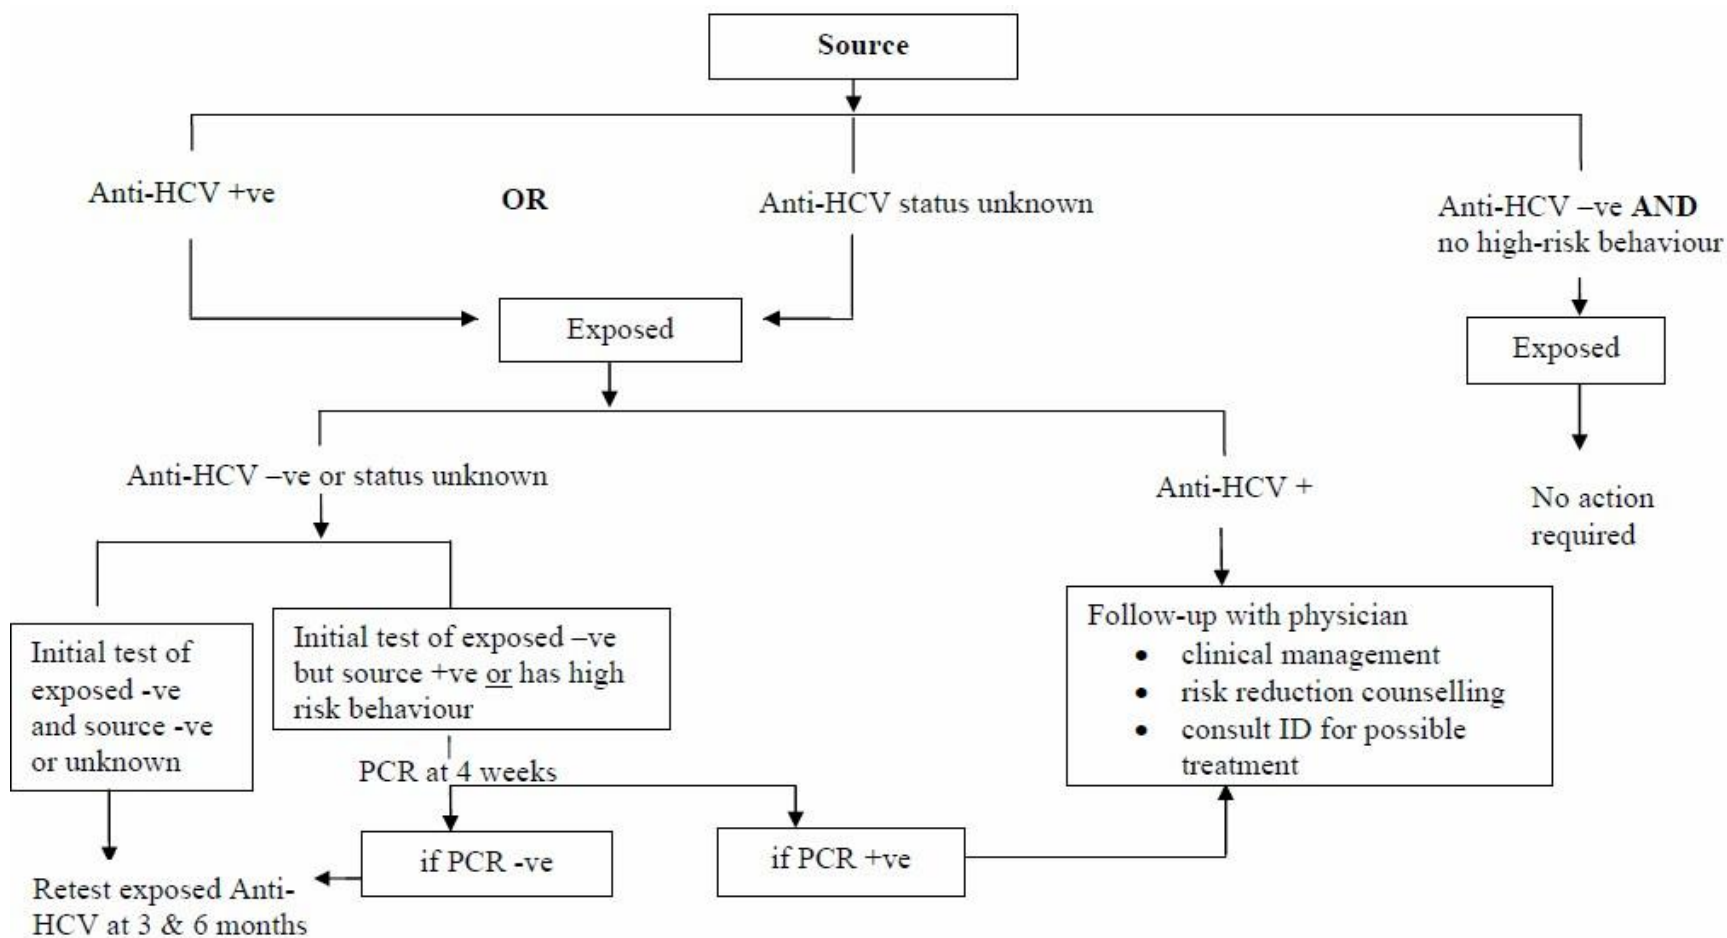 Source
Anti-HCV +ve
OR
Anti-HCV status unknown
Anti-HCV –ve AND
no high-risk behaviour
Exposed
Exposed
Anti-HCV –ve or status unknown
Anti-HCV +
No action
required
Initial test of
exposed -ve
and source -ve
or unknown
Initial test of exposed –ve
but source +ve or has high
risk behaviour
Follow-up with physician
• clinical management
• risk reduction counselling
• consult ID for possible
treatment
PCR at 4 weeks
if PCR -ve
if PCR +ve
Retest exposed Anti-
HCV at 3 & 6 months